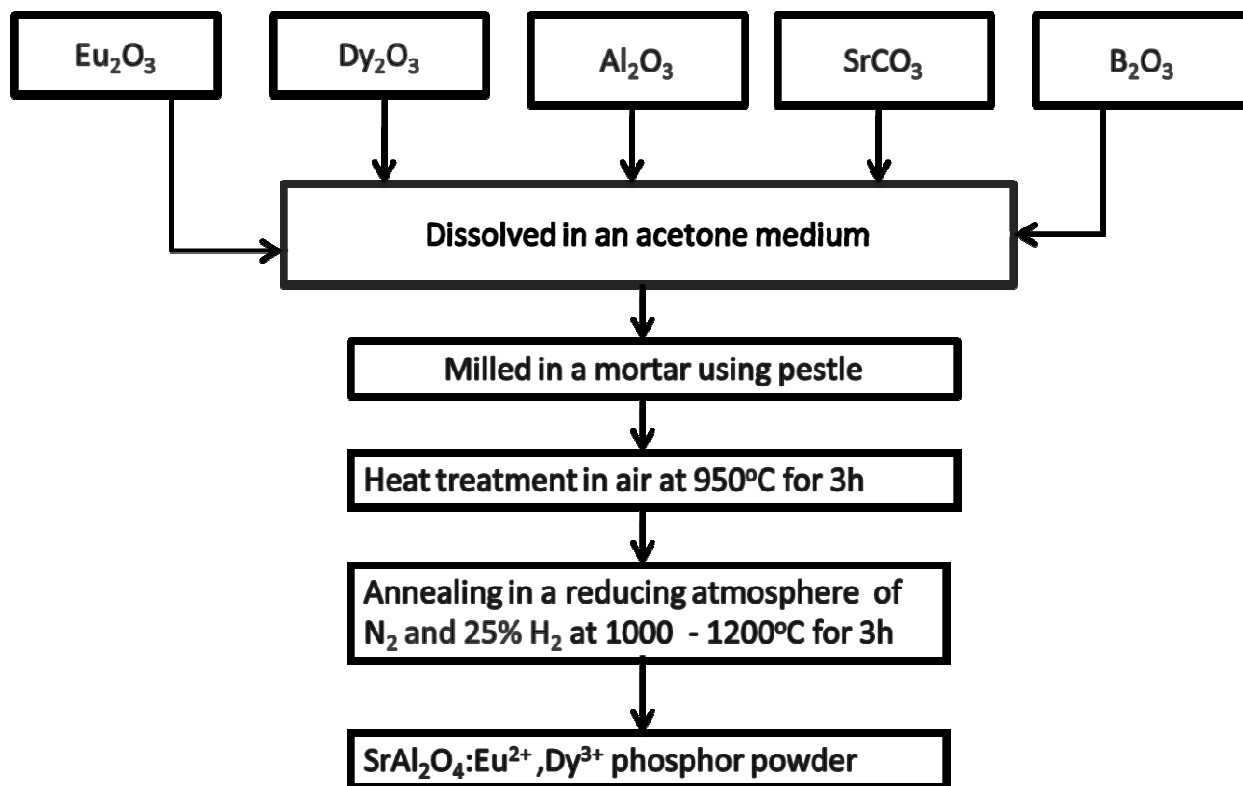 Eu₂O₃
Dy₂O₃
Al₂O₃
SrCO₃
B₂O₃
Dissolved in an acetone medium
Milled in a mortar using pestle
Heat treatment in air at 950ºC for 3h
Annealing in a reducing atmosphere of
N₂ and 25% H₂ at 1000 - 1200ºC for 3h
SrAl₂O₄:Eu²⁺ ,Dy³⁺ phosphor powder